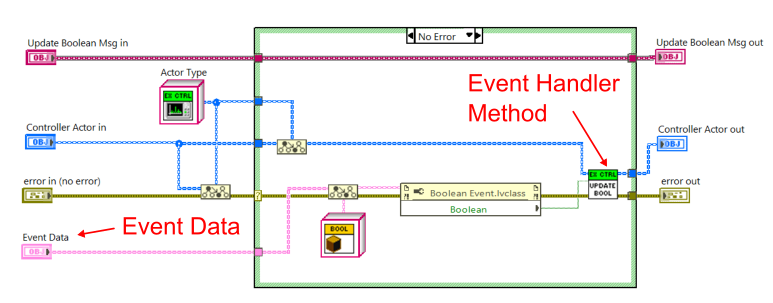 No Error
Update Boolean Msg in
OBJ
Update Boolean Msg out
OBJ
Actor Type
EX CTRL
Event Handler
Method
Controller Actor in
OBJ
Controller Actor out
OBJ
error in (no error)
?
Boolean Event.lvclass
Boolean
EX CTRL
UPDATE
BOOL
error out
BOOL
Event Data
OBJ
Event Data